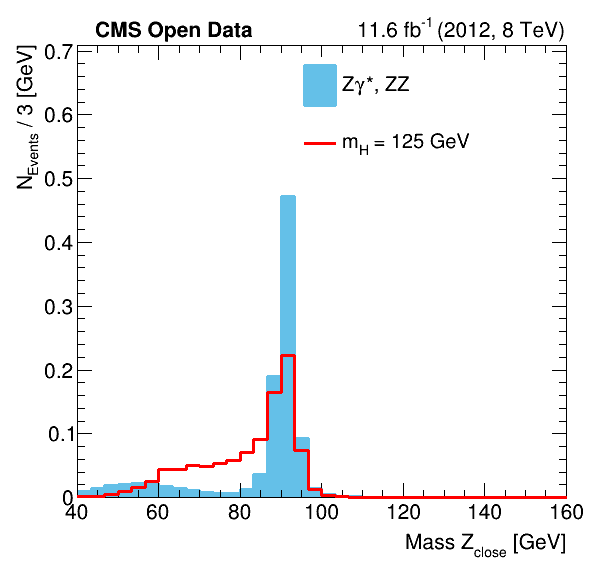 CMS Open Data 11.6 fb⁻¹ (2012, 8 TeV)
N_Events / 3 [GeV]
Zγ*, ZZ
m_H = 125 GeV
0.7
0.6
0.5
0.4
0.3
0.2
0.1
0
40 60 80 100 120 140 160
Mass Z_close [GeV]